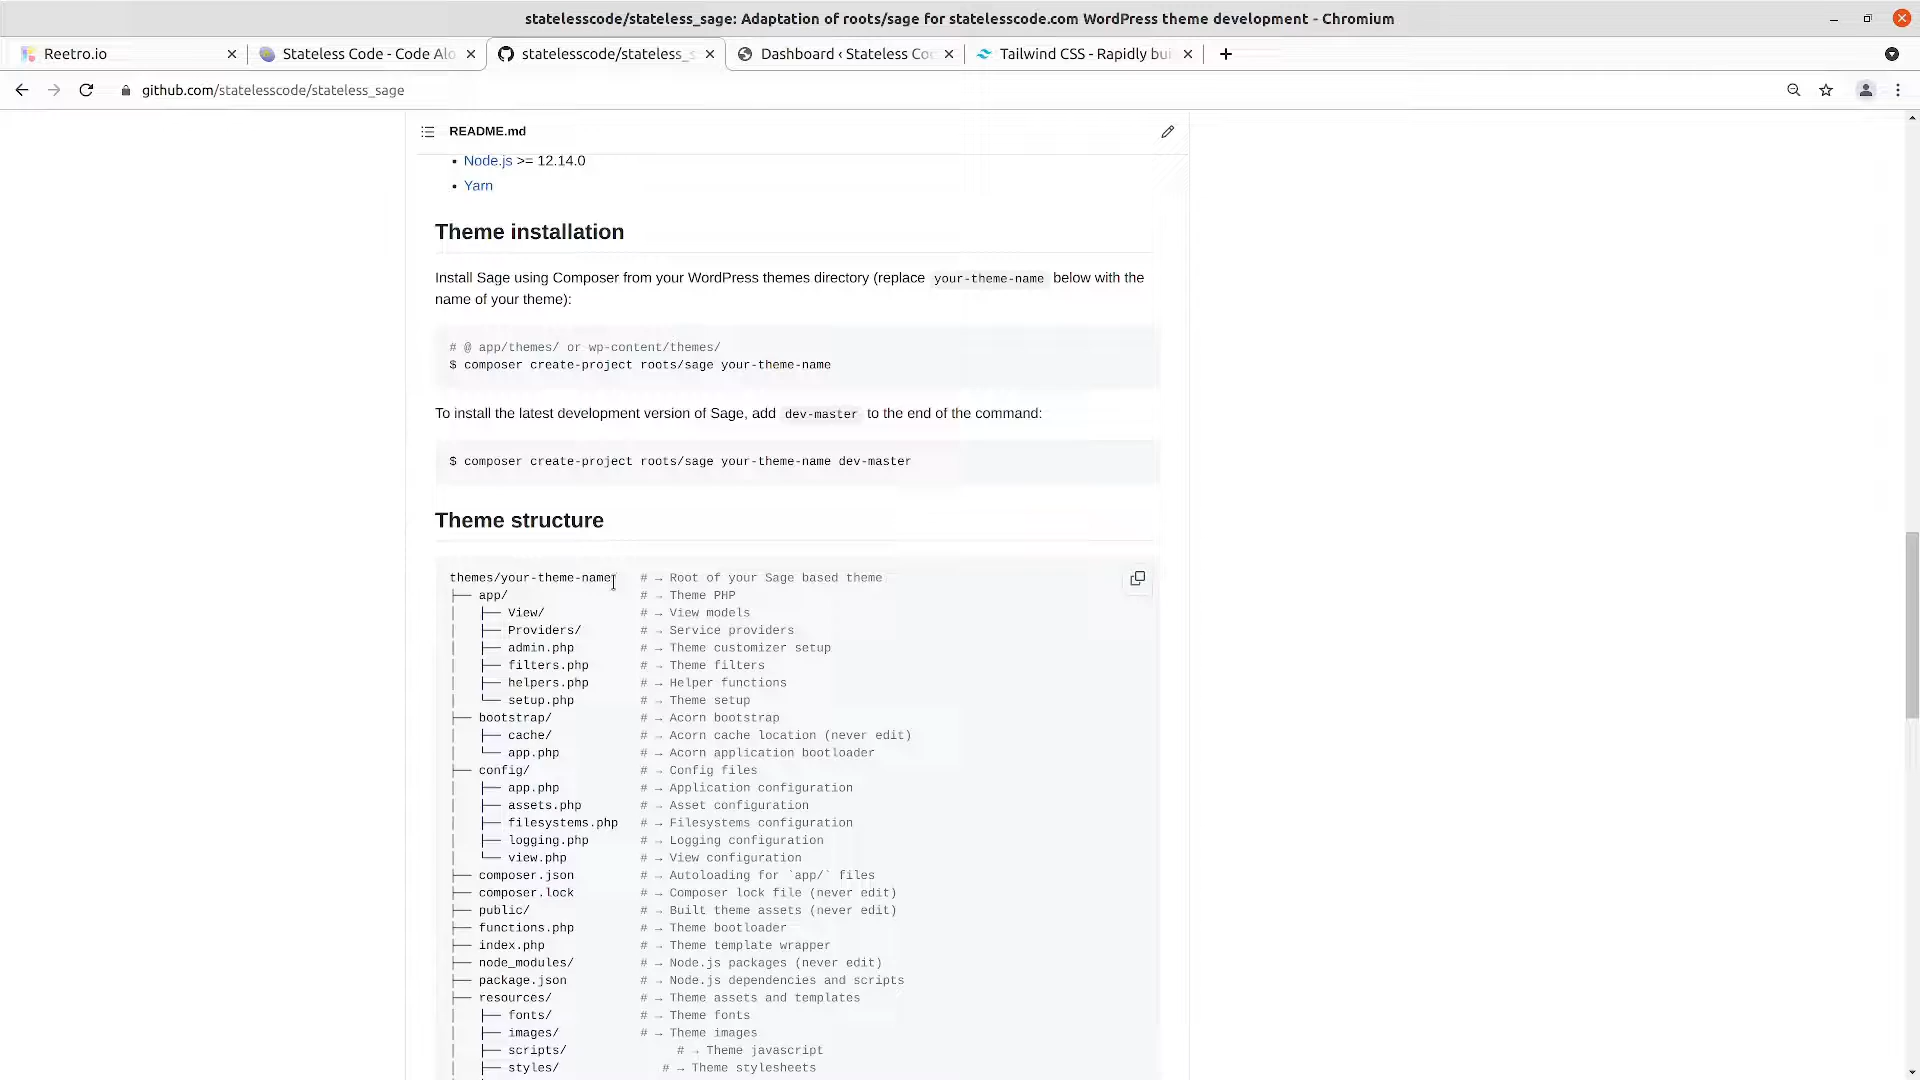 statelesscode/stateless_sage: Adaptation of roots/sage for statelesscode.com WordPress theme development - Chromium
Reetro.io
Stateless Code - Code Alo
statelesscode/stateless_s
Dashboard ‹ Stateless Co
Tailwind CSS - Rapidly bui
github.com/statelesscode/stateless_sage
README.md
• Node.js >= 12.14.0
• Yarn
Theme installation
Install Sage using Composer from your WordPress themes directory (replace your-theme-name below with the
name of your theme):
# @ app/themes/ or wp-content/themes/
$ composer create-project roots/sage your-theme-name
To install the latest development version of Sage, add dev-master to the end of the command:
$ composer create-project roots/sage your-theme-name dev-master
Theme structure
themes/your-theme-name/   # → Root of your Sage based theme
├── app/                  # → Theme PHP
│   ├── View/             # → View models
│   ├── Providers/        # → Service providers
│   ├── admin.php         # → Theme customizer setup
│   ├── filters.php       # → Theme filters
│   ├── helpers.php       # → Helper functions
│   └── setup.php         # → Theme setup
├── bootstrap/            # → Acorn bootstrap
│   ├── cache/            # → Acorn cache location (never edit)
│   └── app.php           # → Acorn application bootloader
├── config/               # → Config files
│   ├── app.php           # → Application configuration
│   ├── assets.php        # → Asset configuration
│   ├── filesystems.php   # → Filesystems configuration
│   ├── logging.php       # → Logging configuration
│   └── view.php          # → View configuration
├── composer.json         # → Autoloading for `app/` files
├── composer.lock         # → Composer lock file (never edit)
├── public/               # → Built theme assets (never edit)
├── functions.php         # → Theme bootloader
├── index.php             # → Theme template wrapper
├── node_modules/         # → Node.js packages (never edit)
├── package.json          # → Node.js dependencies and scripts
├── resources/            # → Theme assets and templates
│   ├── fonts/            # → Theme fonts
│   ├── images/           # → Theme images
│   ├── scripts/               # → Theme javascript
│   ├── styles/              # → Theme stylesheets